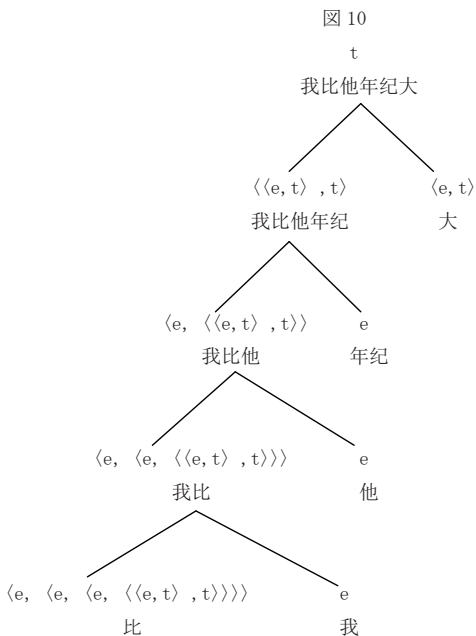 図 10
t
我比他年纪大
〈〈e,t〉,t〉 〈e,t〉
我比他年纪 大
〈e, 〈〈e,t〉,t〉〉 e
我比他 年纪
〈e, 〈e, 〈〈e,t〉,t〉〉〉 e
我比 他
〈e, 〈e, 〈e, 〈〈e,t〉,t〉〉〉〉 e
比 我